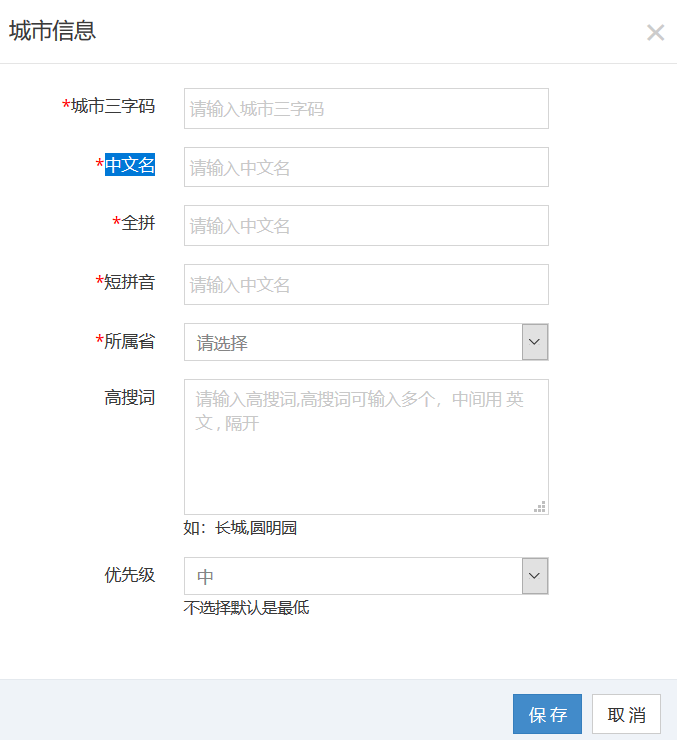 城市信息
*城市三字码
请输入城市三字码
*中文名
请输入中文名
*全拼
请输入中文名
*短拼音
请输入中文名
*所属省
请选择
高搜词
请输入高搜词,高搜词可输入多个，中间用 英
文 , 隔开
如：长城,圆明园
优先级
中
不选择默认是最低
保存
取消